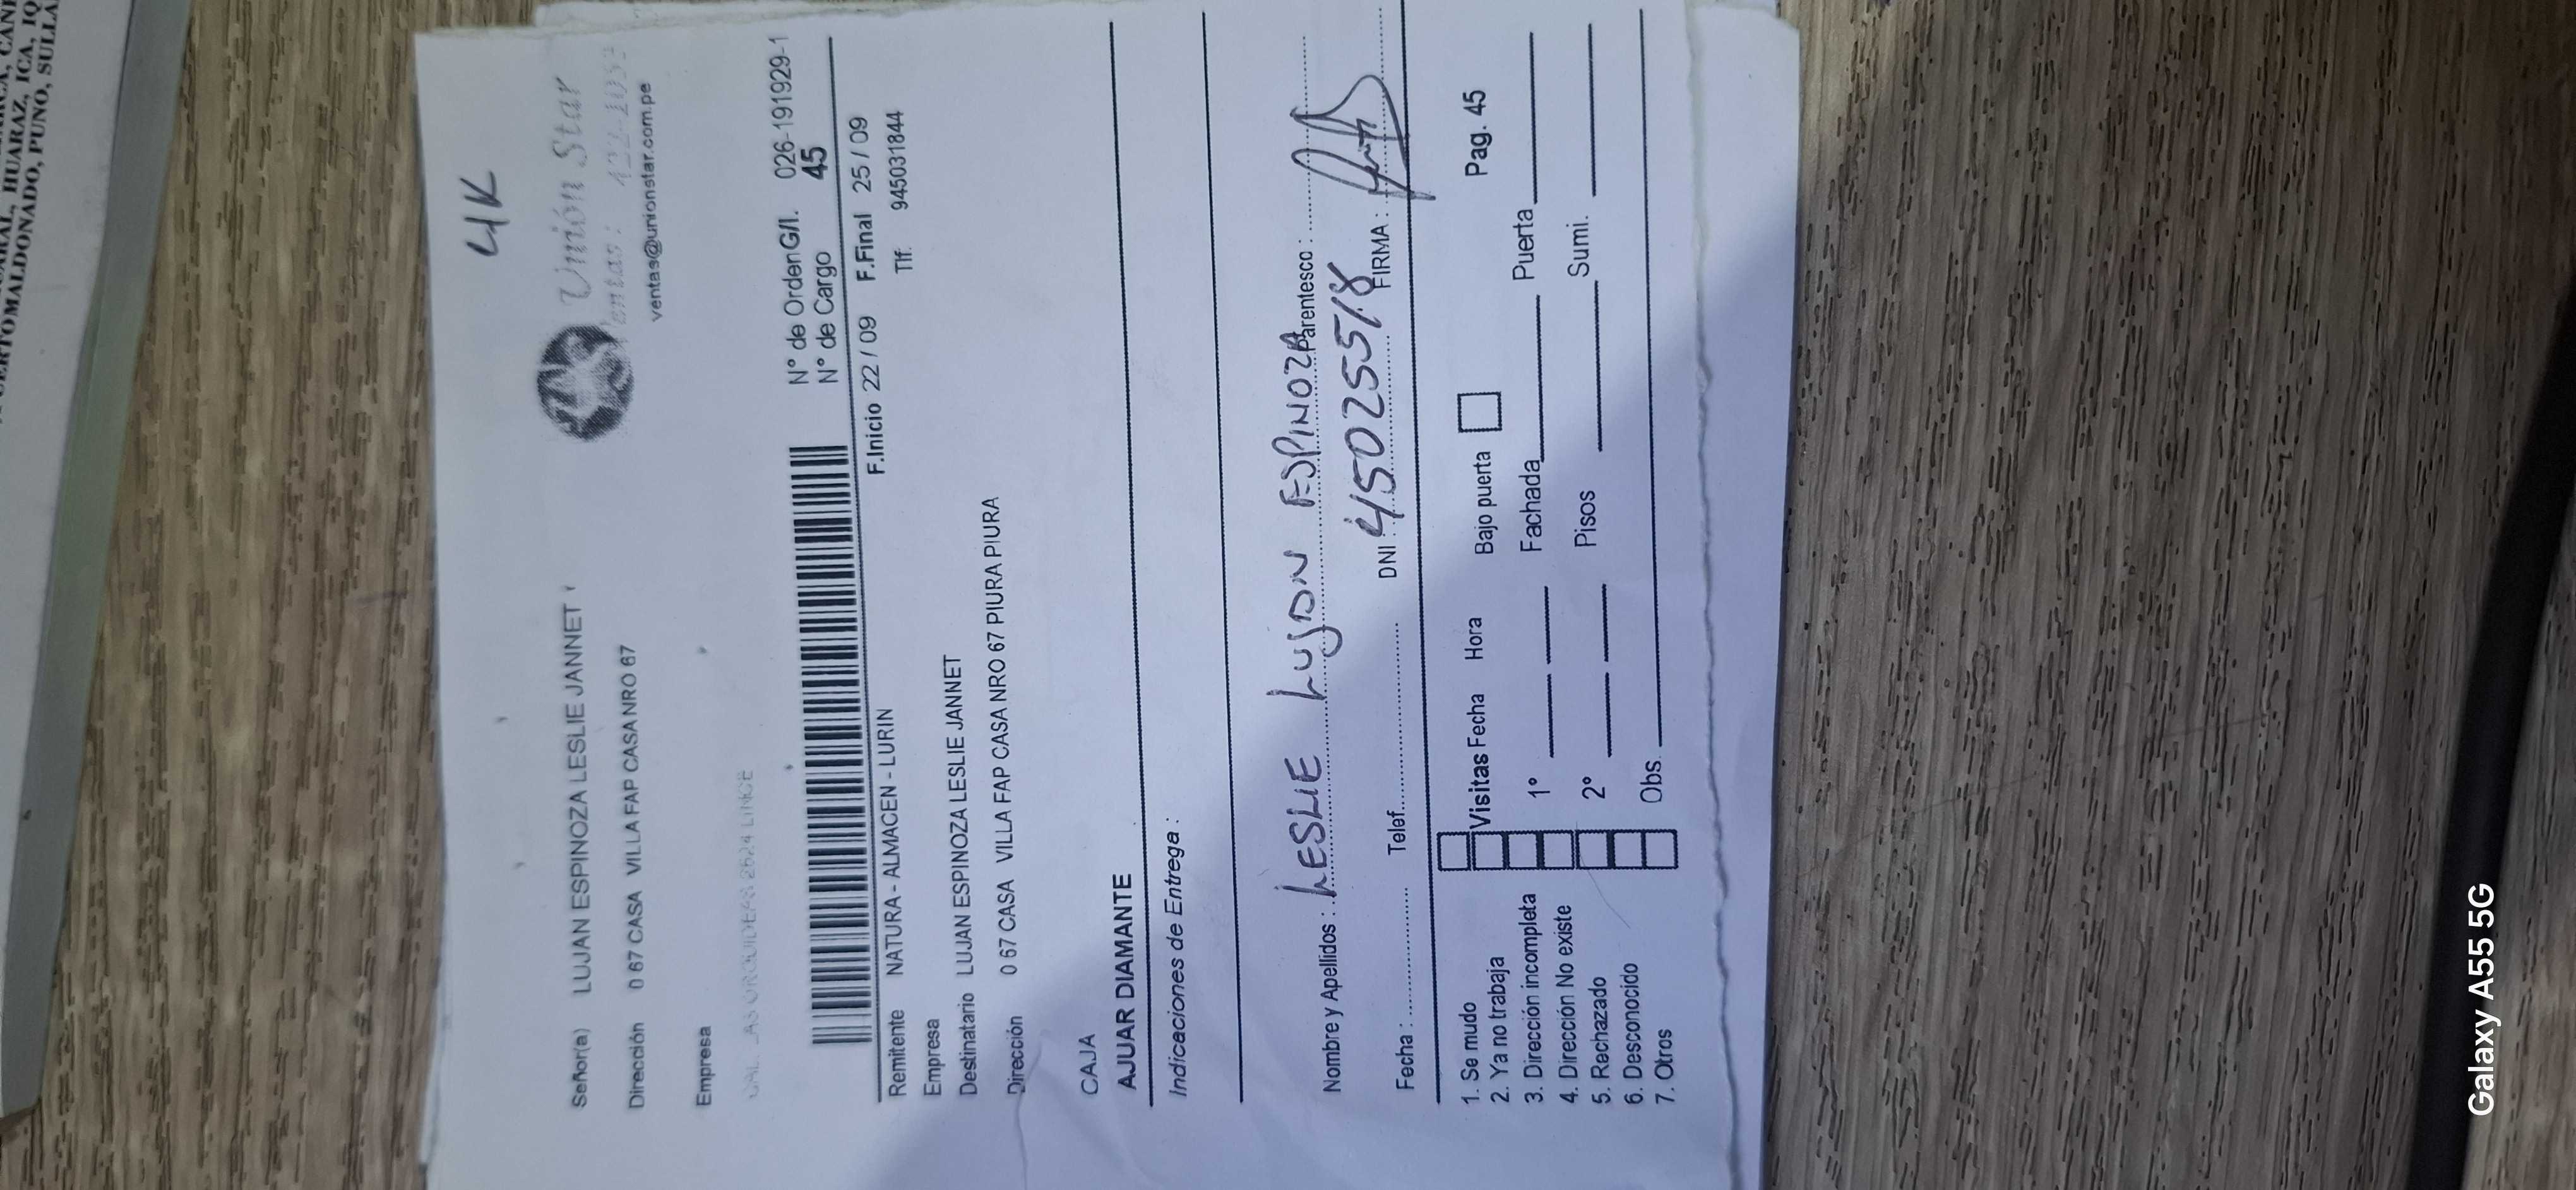 4K
Unión Star
ventas@unionstar.com.pe
Señor(a) LUJAN ESPINOZA LESLIE JANNET
Dirección 0 67 CASA VILLA FAP CASA NRO 67
Empresa
N° de Orden G/I. 026-191929-1
N° de Cargo 45
F.Inicio 22 / 09 F.Final 25 / 09
Remitente NATURA - ALMACEN - LURIN Tlf. 945031844
Empresa
Destinatario LUJAN ESPINOZA LESLIE JANNET
Dirección 0 67 CASA VILLA FAP CASA NRO 67 PIURA PIURA
CAJA
AJUAR DIAMANTE
Indicaciones de Entrega :
Nombre y Apellidos : LESLIE LUJAN ESPINOZA Parentesco :
Fecha : Telef. DNI : 45025518 FIRMA :
1. Se mudo Visitas Fecha Hora Bajo puerta Pag. 45
2. Ya no trabaja
3. Dirección incompleta 1° Fachada Puerta
4. Dirección No existe
5. Rechazado 2° Pisos Sumi.
6. Desconocido
7. Otros Obs.
Galaxy A55 5G